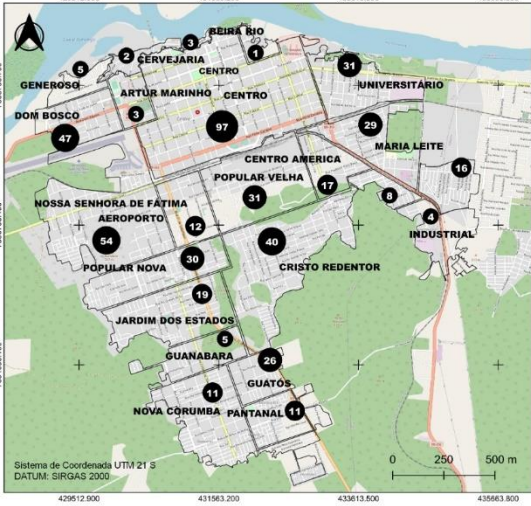 BEIRA RIO
3
1
2
CERVEJARIA
5
CENTRO
31
GENEROSO
ARTUR MARINHO
CENTRO
UNIVERSITÁRIO
DOM BOSCO
3
47
97
29
MARIA LEITE
CENTRO AMERICA
16
POPULAR VELHA
17
NOSSA SENHORA DE FÁTIMA
31
8
AEROPORTO
12
4
INDUSTRIAL
54
40
30
POPULAR NOVA
CRISTO REDENTOR
19
JARDIM DOS ESTADOS
5
GUANABARA
26
GUATÓS
11
NOVA CORUMBA
PANTANAL
11
Sistema de Coordenada UTM 21 S
DATUM: SIRGAS 2000
0 250 500 m
429512.900 431563.200 433613.500 435663.800